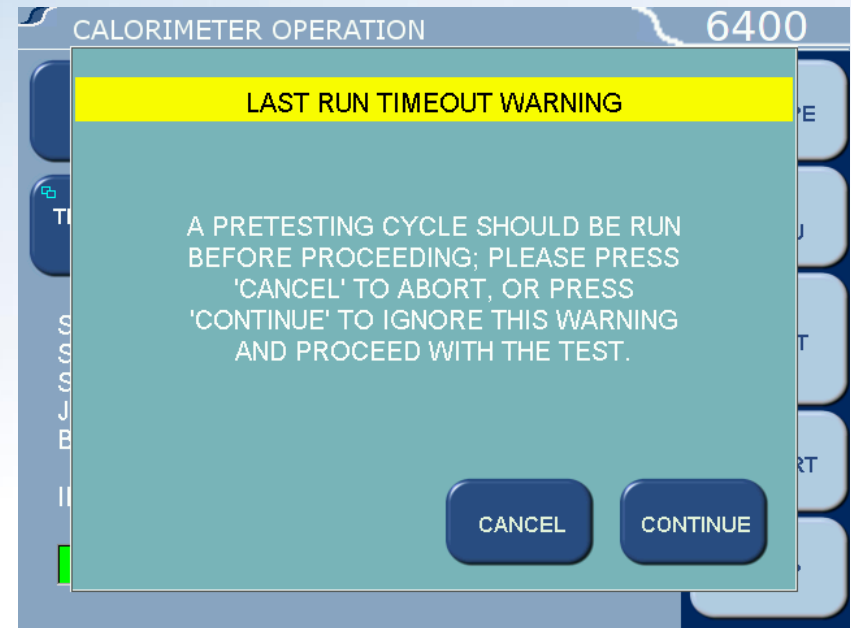 CALORIMETER OPERATION
6400
LAST RUN TIMEOUT WARNING
A PRETESTING CYCLE SHOULD BE RUN
BEFORE PROCEEDING; PLEASE PRESS
'CANCEL' TO ABORT, OR PRESS
'CONTINUE' TO IGNORE THIS WARNING
AND PROCEED WITH THE TEST.
CANCEL
CONTINUE